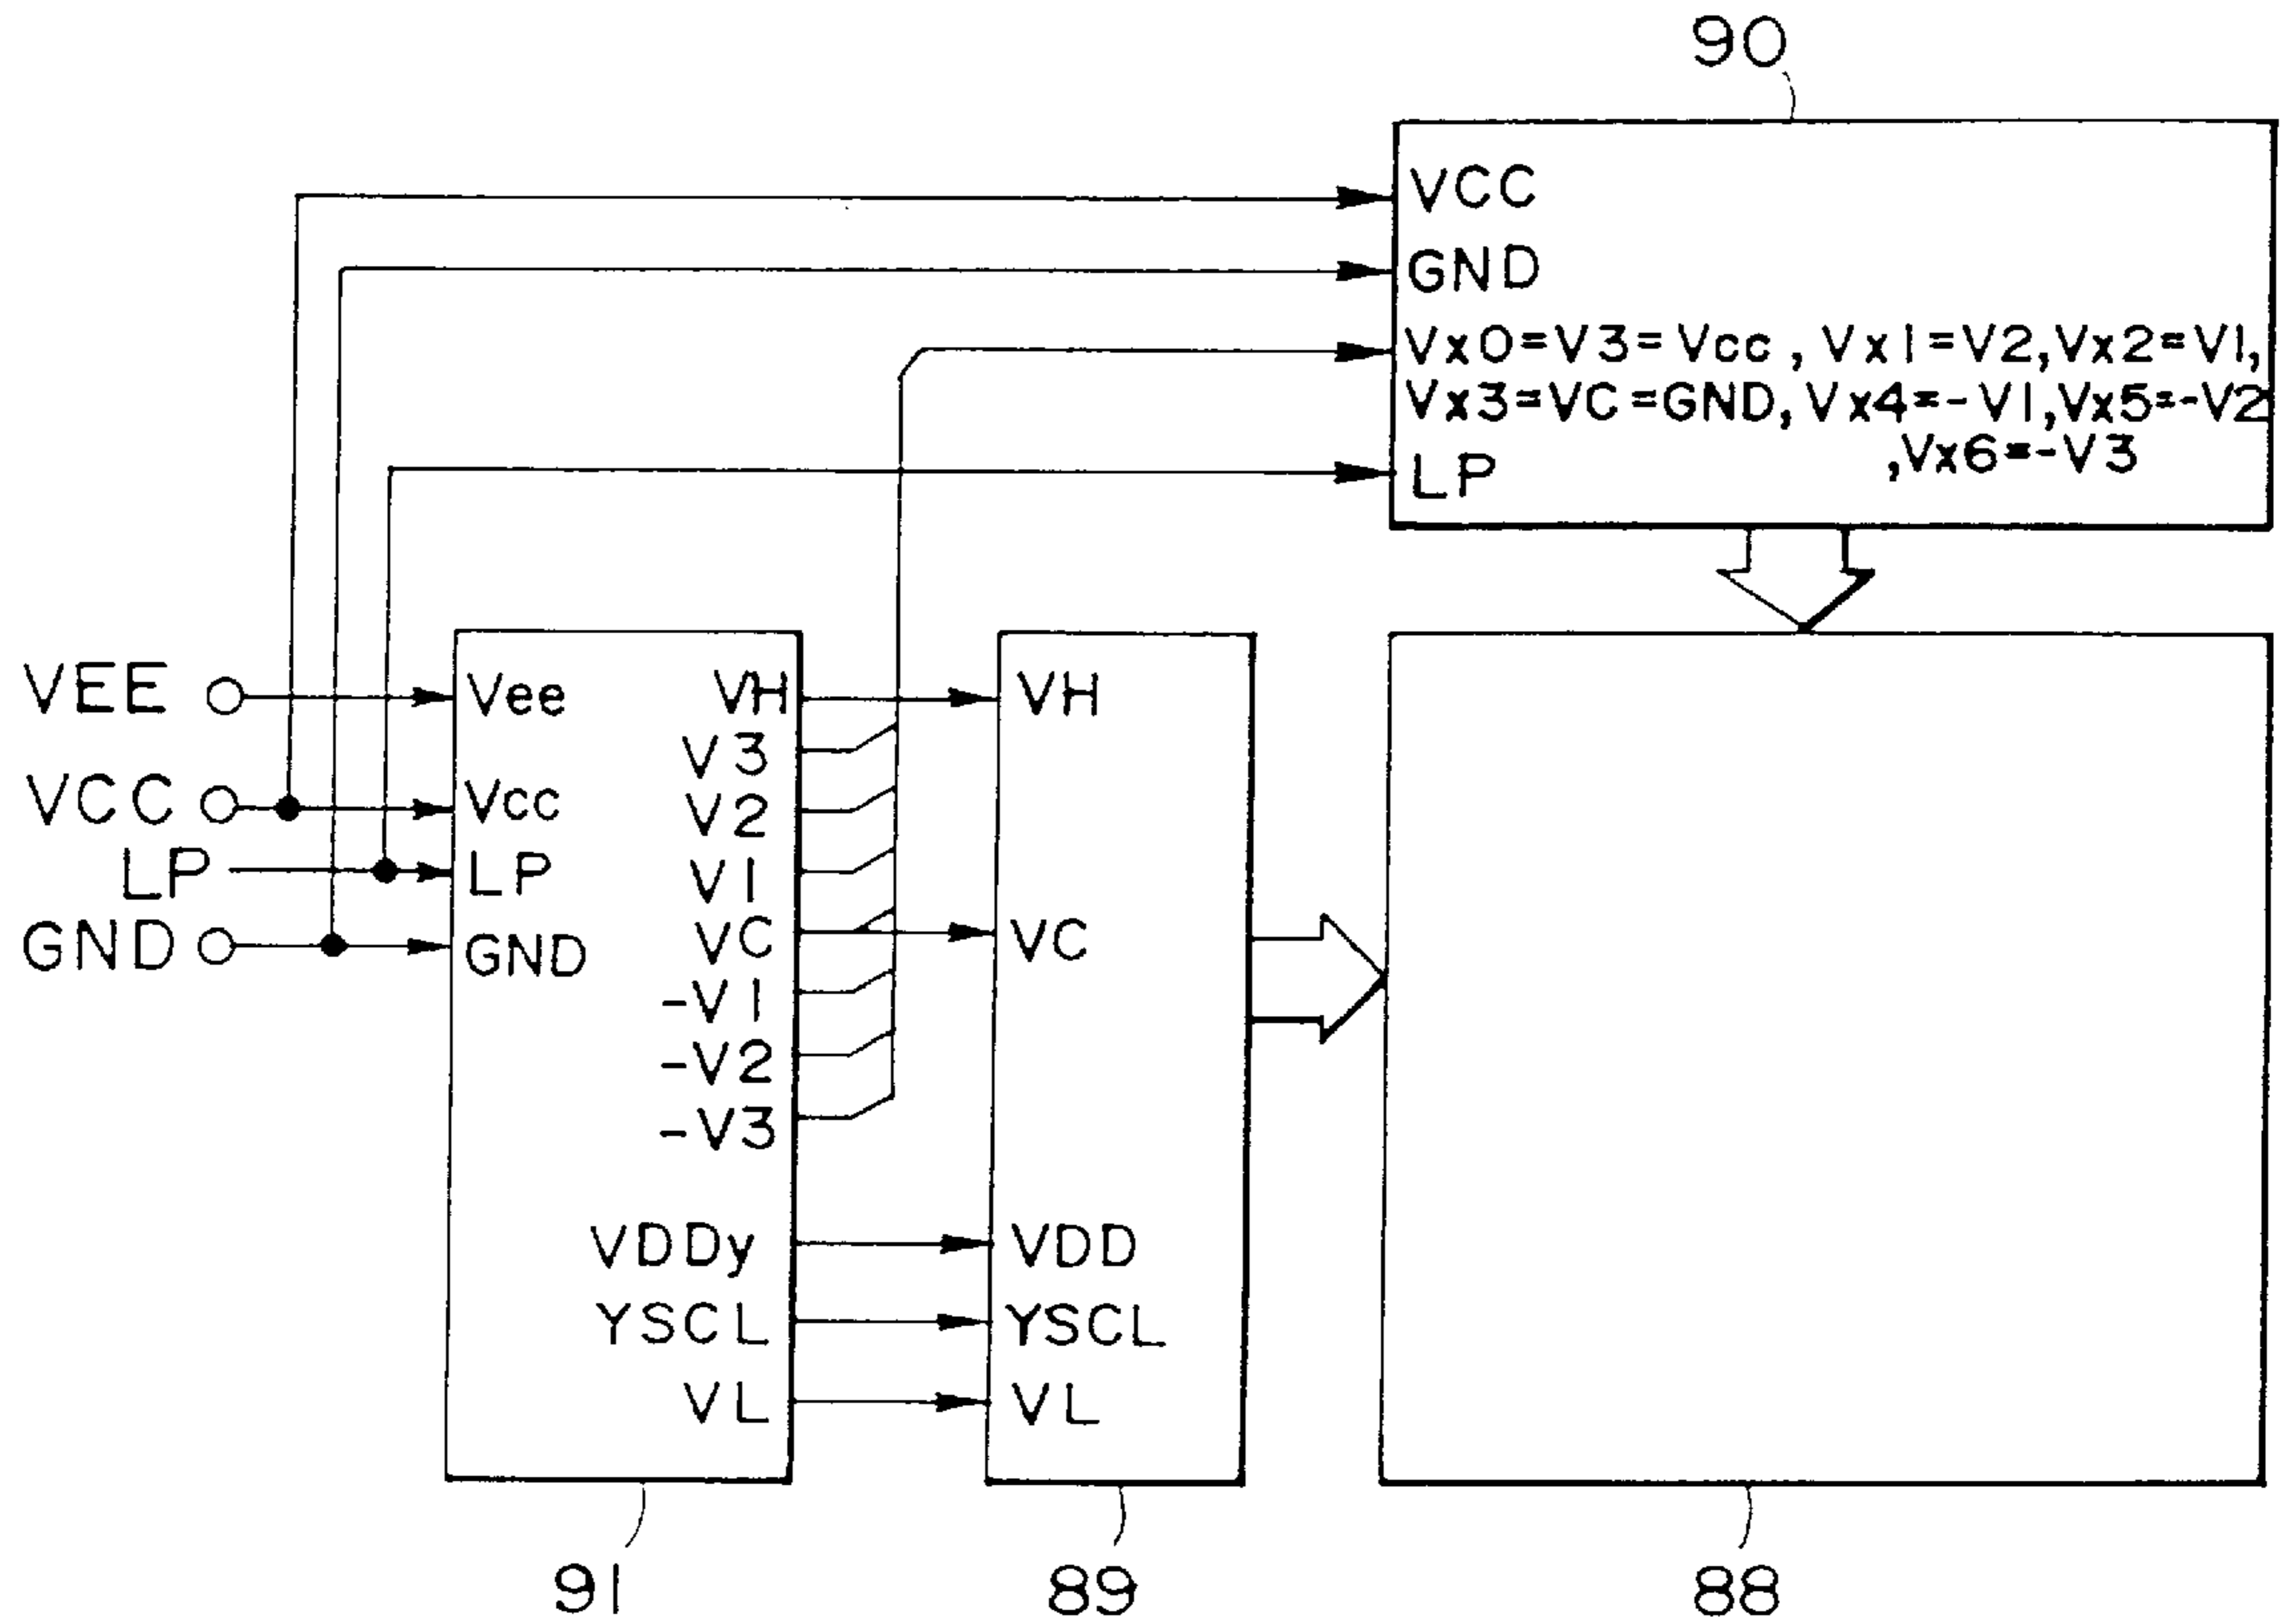 90
VCC
GND
Vx0=V3=Vcc , Vx1=V2,Vx2=V1,
Vx3=VC=GND,Vx4=-V1,Vx5=-V2
,Vx6=-V3
LP
VEE
VCC
LP
GND
Vee
Vcc
LP
GND
VH
V3
V2
V1
VC
-V1
-V2
-V3
VDDy
YSCL
VL
VH
VC
VDD
YSCL
VL
91
89
88